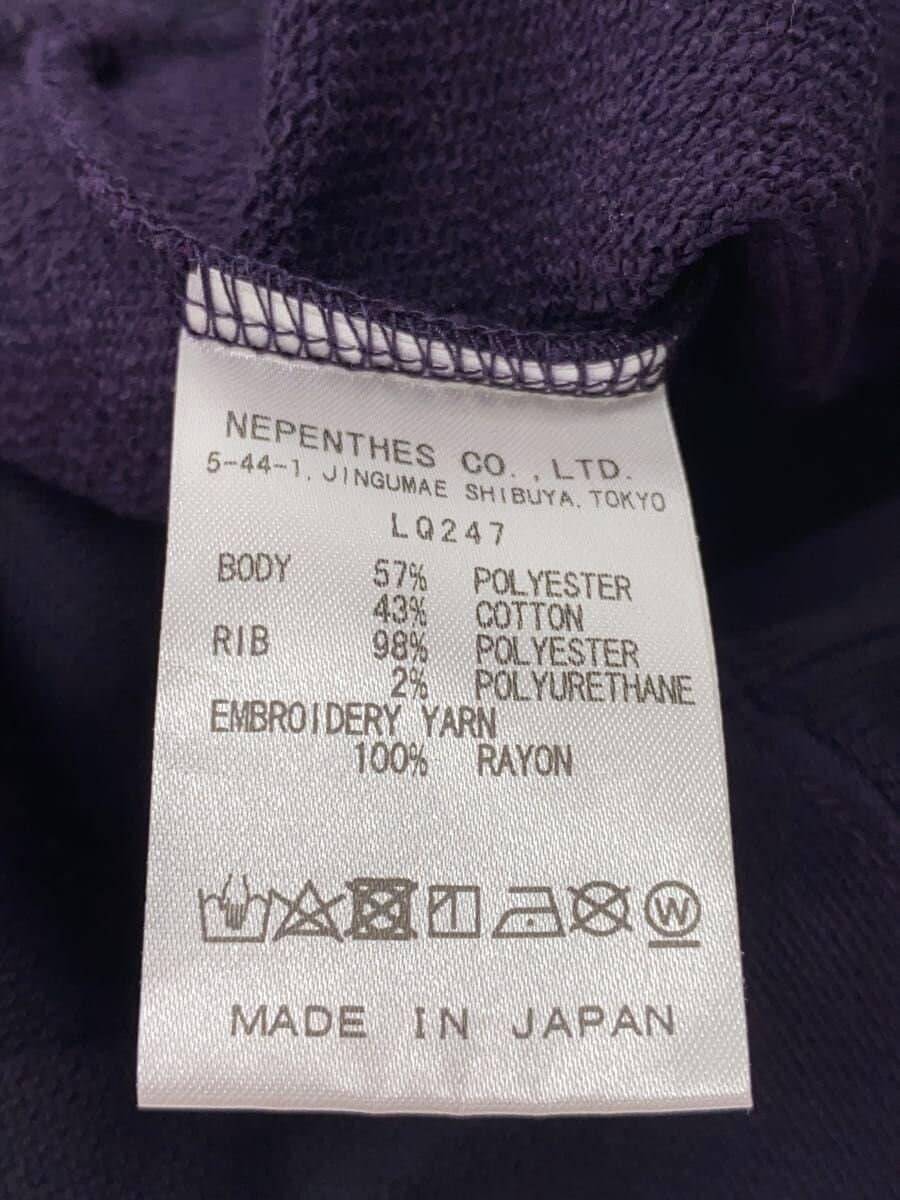 NEPENTHES CO., LTD.
5-44-1, JINGUMAE SHIBUYA, TOKYO
LQ247
BODY 57% POLYESTER
43% COTTON
RIB 98% POLYESTER
2% POLYURETHANE
EMBROIDERY YARN
100% RAYON
W
MADE IN JAPAN